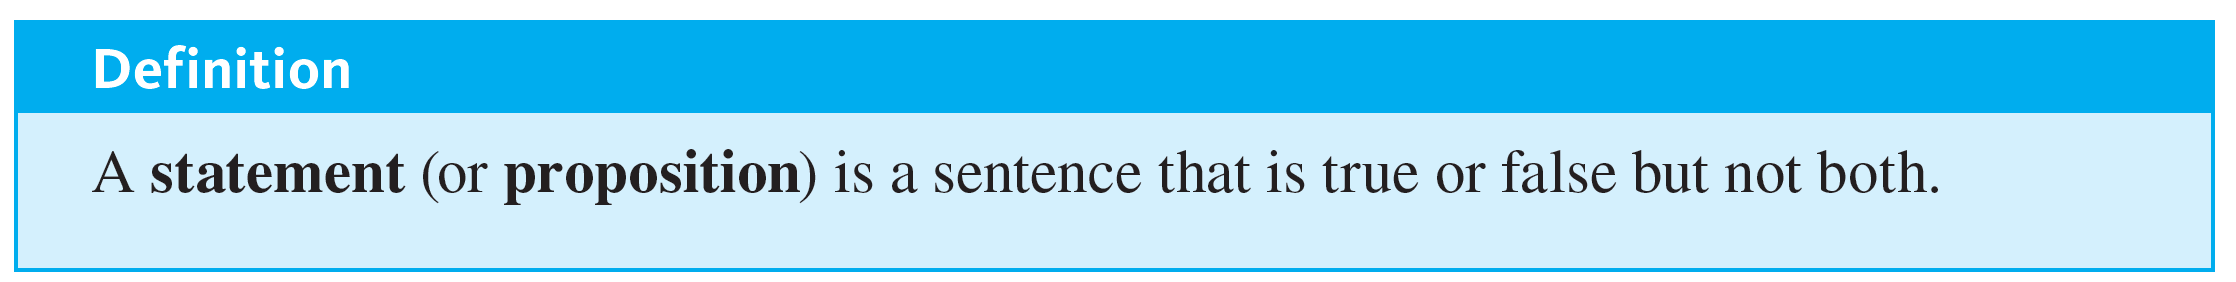 Definition
A statement (or proposition) is a sentence that is true or false but not both.